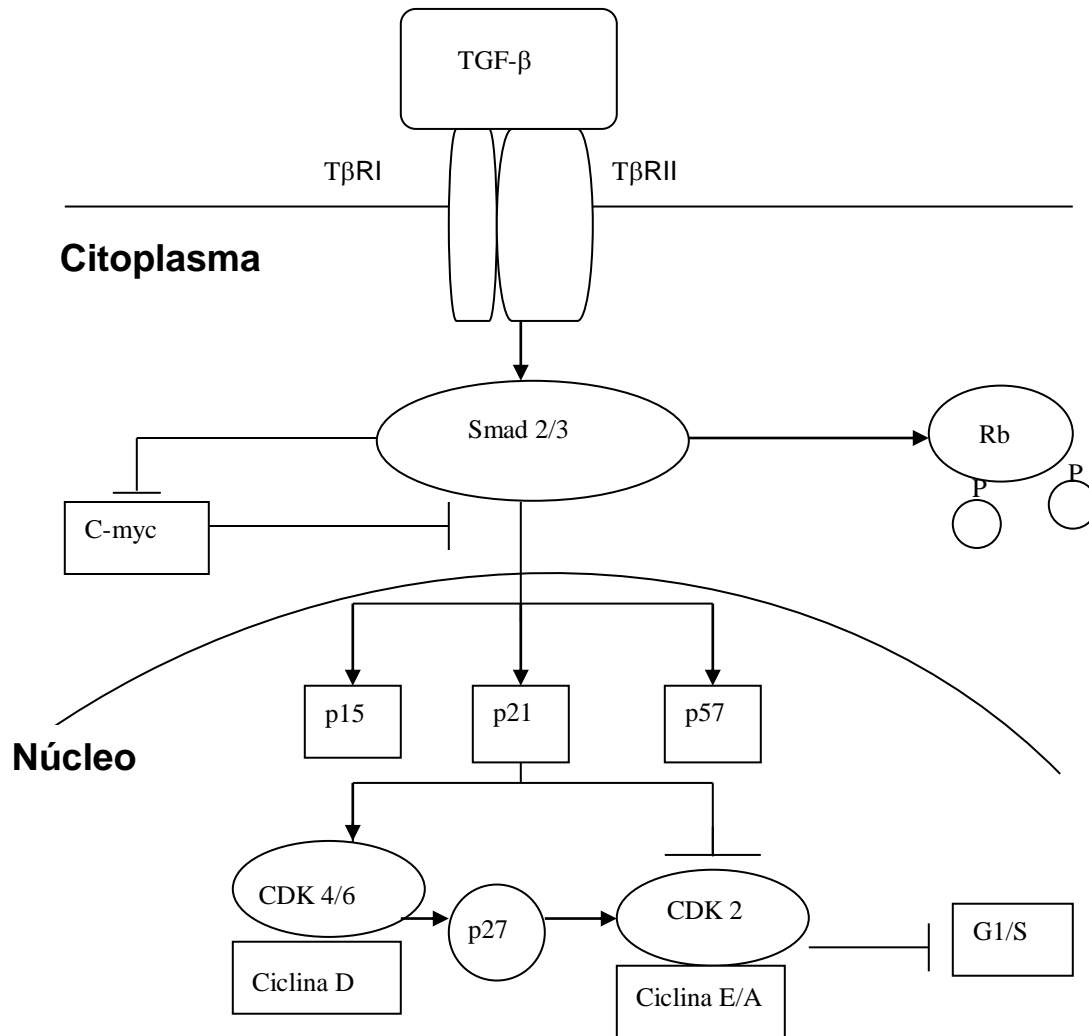 TGF-β
TβRI
TβRII
Citoplasma
Smad 2/3
Rb
P
P
C-myc
p15
p21
p57
Núcleo
CDK 4/6
p27
CDK 2
G1/S
Ciclina D
Ciclina E/A